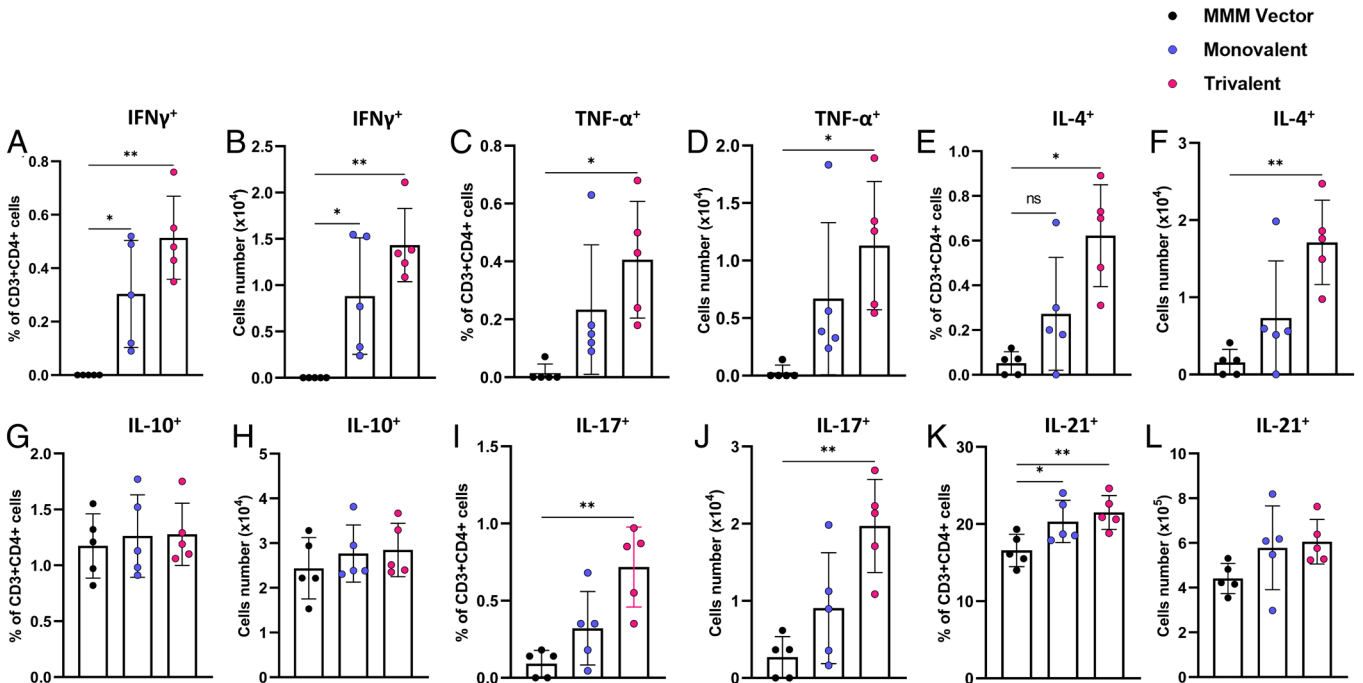 MMM Vector
Monovalent
Trivalent
A
IFNγ⁺
% of CD3+CD4+ cells
0.8
0.6
0.4
0.2
0.0
*
**
B
IFNγ⁺
Cells number (x10⁴)
2.5
2.0
1.5
1.0
0.5
0.0
*
**
C
TNF-α⁺
% of CD3+CD4+ cells
0.8
0.6
0.4
0.2
0.0
*
D
TNF-α⁺
Cells number (x10⁴)
2.0
1.5
1.0
0.5
0.0
*
E
IL-4⁺
% of CD3+CD4+ cells
1.0
0.8
0.6
0.4
0.2
0.0
ns
*
F
IL-4⁺
Cells number (x10⁴)
3
2
1
0
**
G
IL-10⁺
% of CD3+CD4+ cells
2.0
1.5
1.0
0.5
0.0
H
IL-10⁺
Cells number (x10⁴)
5
4
3
2
1
0
I
IL-17⁺
% of CD3+CD4+ cells
1.5
1.0
0.5
0.0
**
J
IL-17⁺
Cells number (x10⁴)
3
2
1
0
**
K
IL-21⁺
% of CD3+CD4+ cells
30
20
10
0
*
**
L
IL-21⁺
Cells number (x10⁵)
10
8
6
4
2
0